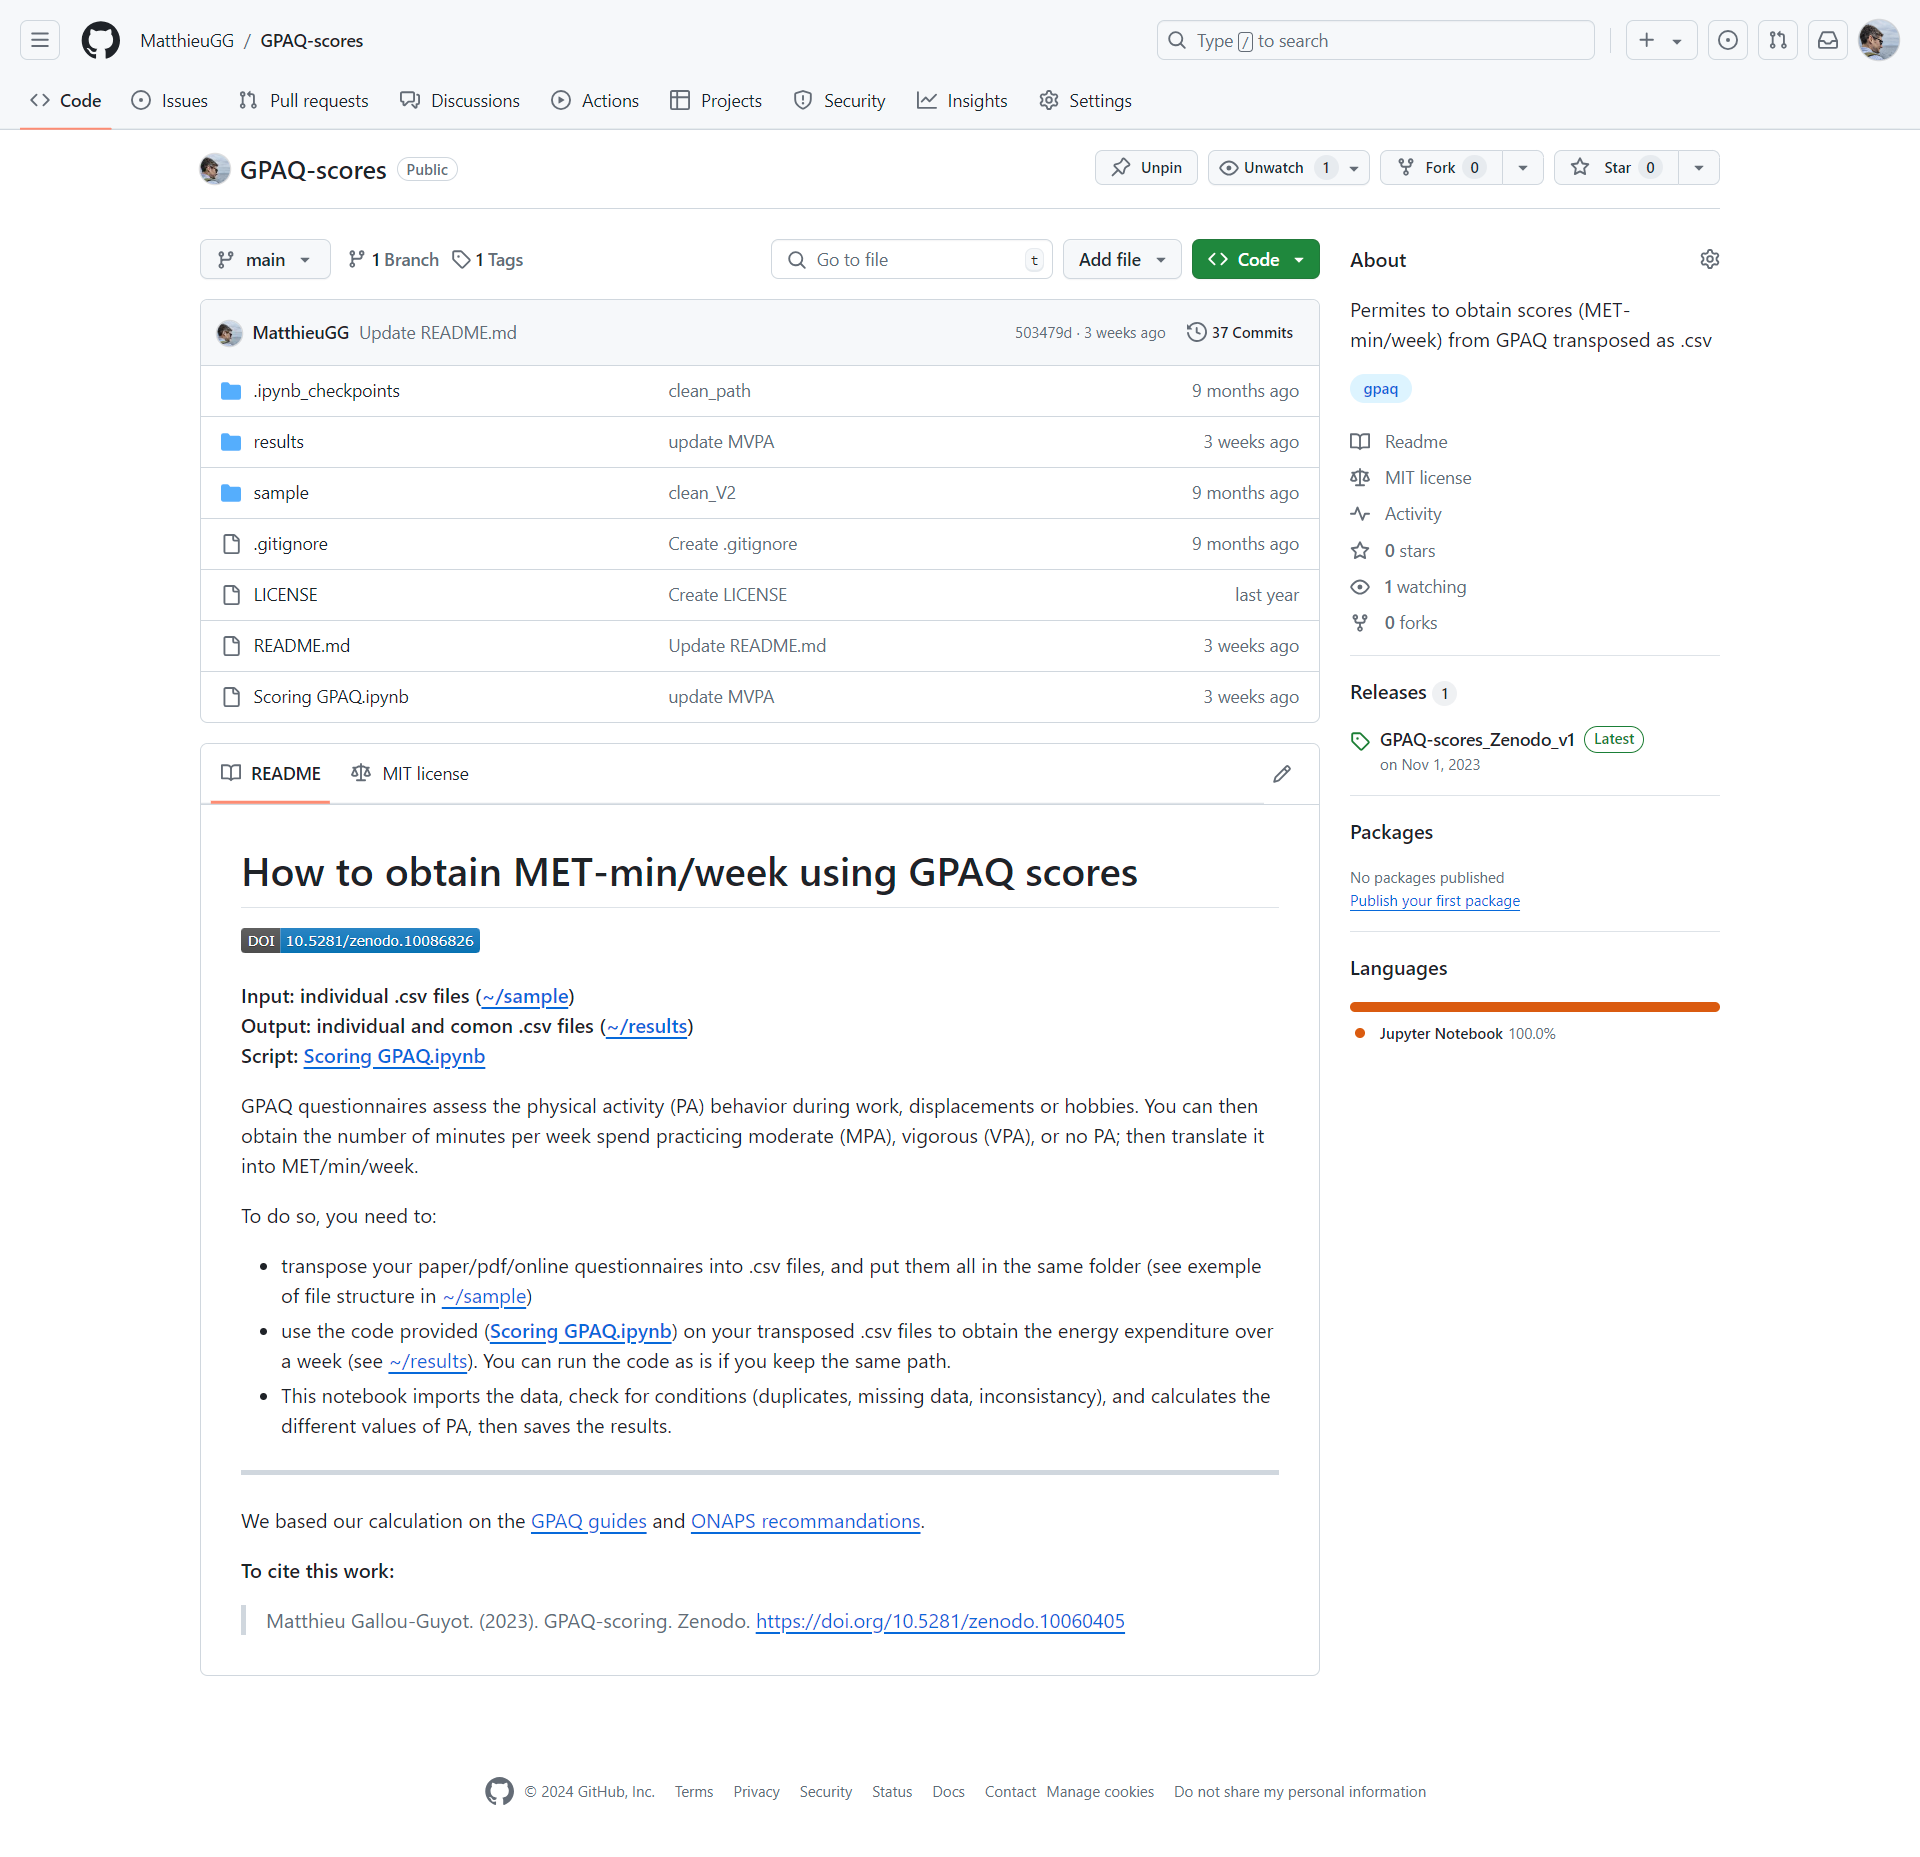 MatthieuGG / GPAQ-scores
Type / to search
Code
Issues
Pull requests
Discussions
Actions
Projects
Security
Insights
Settings
GPAQ-scores Public
Unpin
Unwatch 1
Fork 0
Star 0
main
1 Branch
1 Tags
Go to file t
Add file
Code
MatthieuGG Update README.md 503479d · 3 weeks ago 37 Commits
.ipynb_checkpoints clean_path 9 months ago
results update MVPA 3 weeks ago
sample clean_V2 9 months ago
.gitignore Create .gitignore 9 months ago
LICENSE Create LICENSE last year
README.md Update README.md 3 weeks ago
Scoring GPAQ.ipynb update MVPA 3 weeks ago
README
MIT license
How to obtain MET-min/week using GPAQ scores
DOI 10.5281/zenodo.10086826
Input: individual .csv files (~/sample)
Output: individual and comon .csv files (~/results)
Script: Scoring GPAQ.ipynb
GPAQ questionnaires assess the physical activity (PA) behavior during work, displacements or hobbies. You can then
obtain the number of minutes per week spend practicing moderate (MPA), vigorous (VPA), or no PA; then translate it
into MET/min/week.
To do so, you need to:
• transpose your paper/pdf/online questionnaires into .csv files, and put them all in the same folder (see exemple
of file structure in ~/sample)
• use the code provided (Scoring GPAQ.ipynb) on your transposed .csv files to obtain the energy expenditure over
a week (see ~/results). You can run the code as is if you keep the same path.
• This notebook imports the data, check for conditions (duplicates, missing data, inconsistancy), and calculates the
different values of PA, then saves the results.
We based our calculation on the GPAQ guides and ONAPS recommandations.
To cite this work:
Matthieu Gallou-Guyot. (2023). GPAQ-scoring. Zenodo. https://doi.org/10.5281/zenodo.10060405
About
Permites to obtain scores (MET-
min/week) from GPAQ transposed as .csv
gpaq
Readme
MIT license
Activity
0 stars
1 watching
0 forks
Releases 1
GPAQ-scores_Zenodo_v1 Latest
on Nov 1, 2023
Packages
No packages published
Publish your first package
Languages
Jupyter Notebook 100.0%
© 2024 GitHub, Inc. Terms Privacy Security Status Docs Contact Manage cookies Do not share my personal information